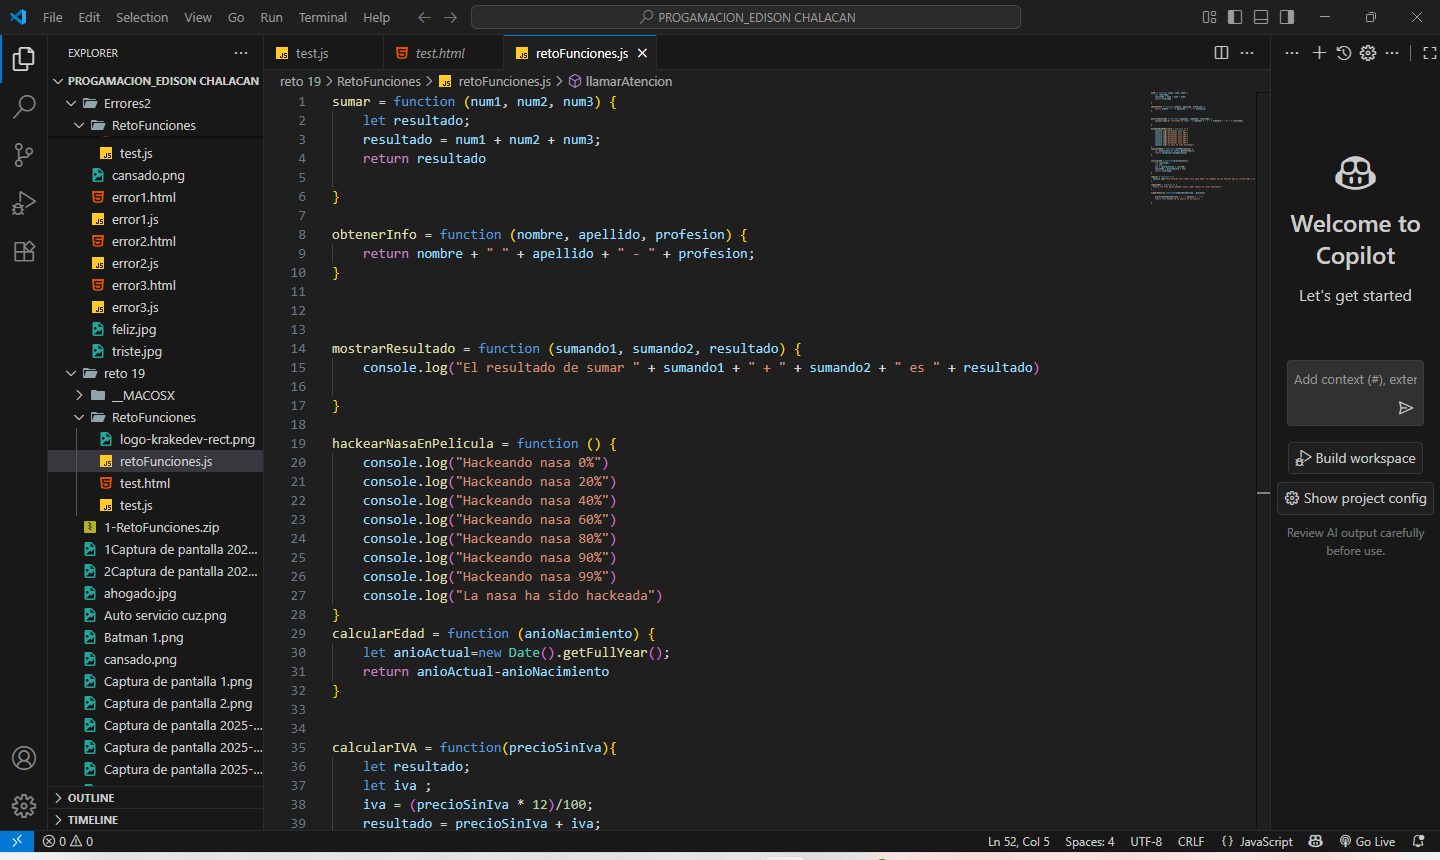 File Edit Selection View Go Run Terminal Help
PROGAMACION_EDISON CHALACAN
EXPLORER
PROGAMACION_EDISON CHALACAN
Errores2
RetoFunciones
test.js
cansado.png
error1.html
error1.js
error2.html
error2.js
error3.html
error3.js
feliz.jpg
triste.jpg
reto 19
__MACOSX
RetoFunciones
logo-krakedev-rect.png
retoFunciones.js
test.html
test.js
1-RetoFunciones.zip
1Captura de pantalla 202...
2Captura de pantalla 202...
ahogado.jpg
Auto servicio cuz.png
Batman 1.png
cansado.png
Captura de pantalla 1.png
Captura de pantalla 2.png
Captura de pantalla 2025-...
Captura de pantalla 2025-...
Captura de pantalla 2025-...
OUTLINE
TIMELINE
test.js test.html retoFunciones.js
reto 19 > RetoFunciones > retoFunciones.js > llamarAtencion
1 sumar = function (num1, num2, num3) {
2 let resultado;
3 resultado = num1 + num2 + num3;
4 return resultado
5
6 }
7
8 obtenerInfo = function (nombre, apellido, profesion) {
9 return nombre + " " + apellido + " - " + profesion;
10 }
11
12
13
14 mostrarResultado = function (sumando1, sumando2, resultado) {
15 console.log("El resultado de sumar " + sumando1 + " + " + sumando2 + " es " + resultado)
16
17 }
18
19 hackearNasaEnPelicula = function () {
20 console.log("Hackeando nasa 0%")
21 console.log("Hackeando nasa 20%")
22 console.log("Hackeando nasa 40%")
23 console.log("Hackeando nasa 60%")
24 console.log("Hackeando nasa 80%")
25 console.log("Hackeando nasa 90%")
26 console.log("Hackeando nasa 99%")
27 console.log("La nasa ha sido hackeada")
28 }
29 calcularEdad = function (anioNacimiento) {
30 let anioActual=new Date().getFullYear();
31 return anioActual-anioNacimiento
32 }
33
34
35 calcularIVA = function(precioSinIva){
36 let resultado;
37 let iva ;
38 iva = (precioSinIva * 12)/100;
39 resultado = precioSinIva + iva;
Welcome to
Copilot
Let's get started
Add context (#), exter
Build workspace
Show project config
Review AI output carefully
before use.
0 0
Ln 52, Col 5 Spaces: 4 UTF-8 CRLF {} JavaScript Go Live